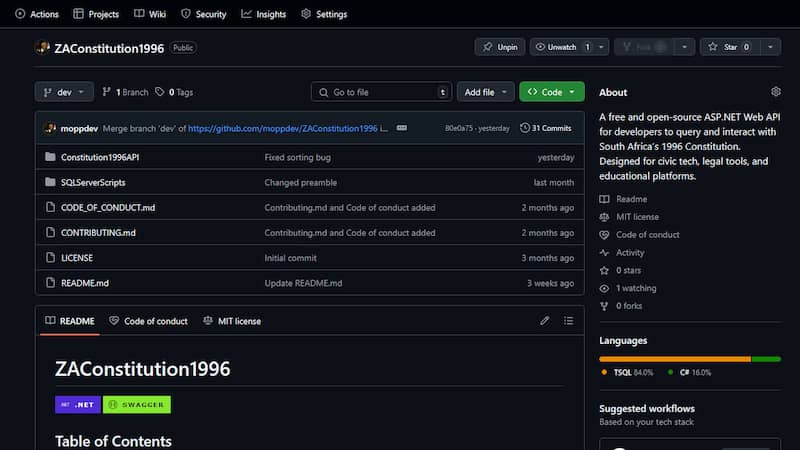 Actions Projects Wiki Security Insights Settings
ZAConstitution1996 Public Unpin Unwatch 1 Fork 0 Star 0
dev 1 Branch 0 Tags Go to file t Add file Code
moppdev Merge branch 'dev' of https://github.com/moppdev/ZAConstitution1996 i... 80e0a75 · yesterday 31 Commits
Constitution1996API Fixed sorting bug yesterday
SQLServerScripts Changed preamble last month
CODE_OF_CONDUCT.md Contributing.md and Code of conduct added 2 months ago
CONTRIBUTING.md Contributing.md and Code of conduct added 2 months ago
LICENSE Initial commit 3 months ago
README.md Update README.md 3 weeks ago
README Code of conduct MIT license
ZAConstitution1996
.NET .NET SWAGGER
Table of Contents
About
A free and open-source ASP.NET Web API
for developers to query and interact with
South Africa's 1996 Constitution.
Designed for civic tech, legal tools, and
educational platforms.
Readme
MIT license
Code of conduct
Activity
0 stars
1 watching
0 forks
Languages
TSQL 84.0% C# 16.0%
Suggested workflows
Based on your tech stack